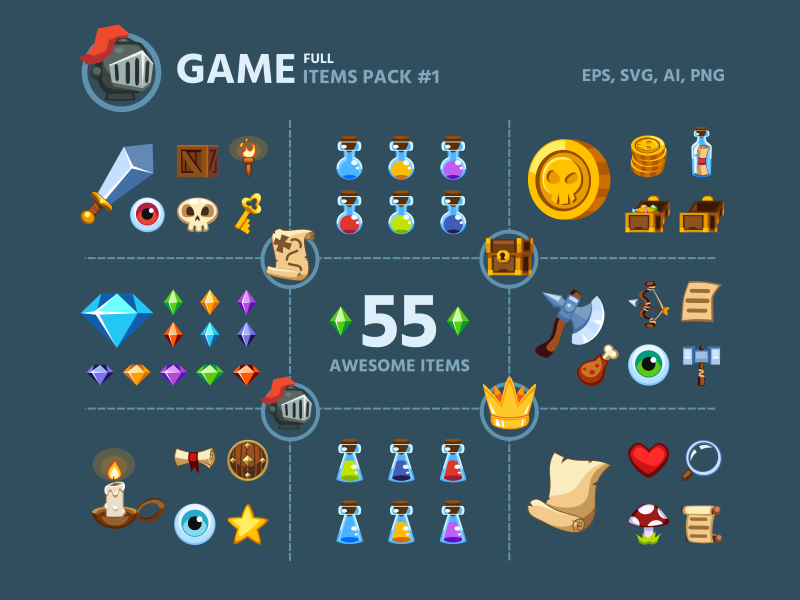 GAME FULL
ITEMS PACK #1
EPS, SVG, AI, PNG
55
AWESOME ITEMS